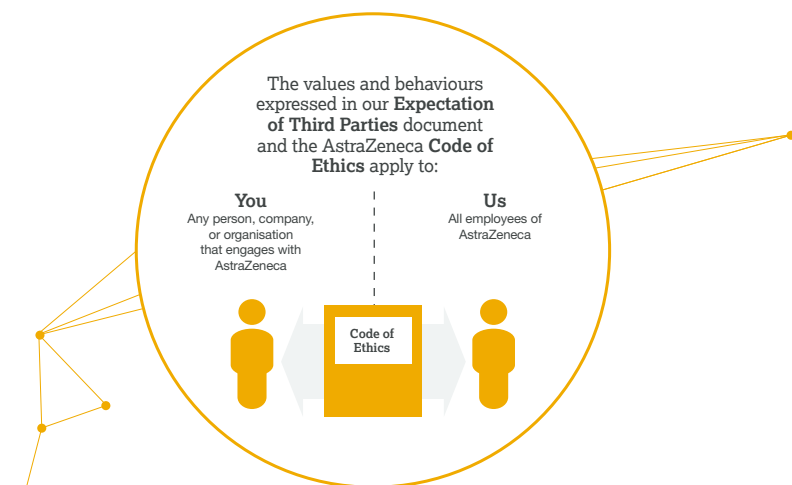 The values and behaviours
expressed in our Expectation
of Third Parties document
and the AstraZeneca Code of
Ethics apply to:
You
Any person, company,
or organisation
that engages with
AstraZeneca
Us
All employees of
AstraZeneca
Code of
Ethics